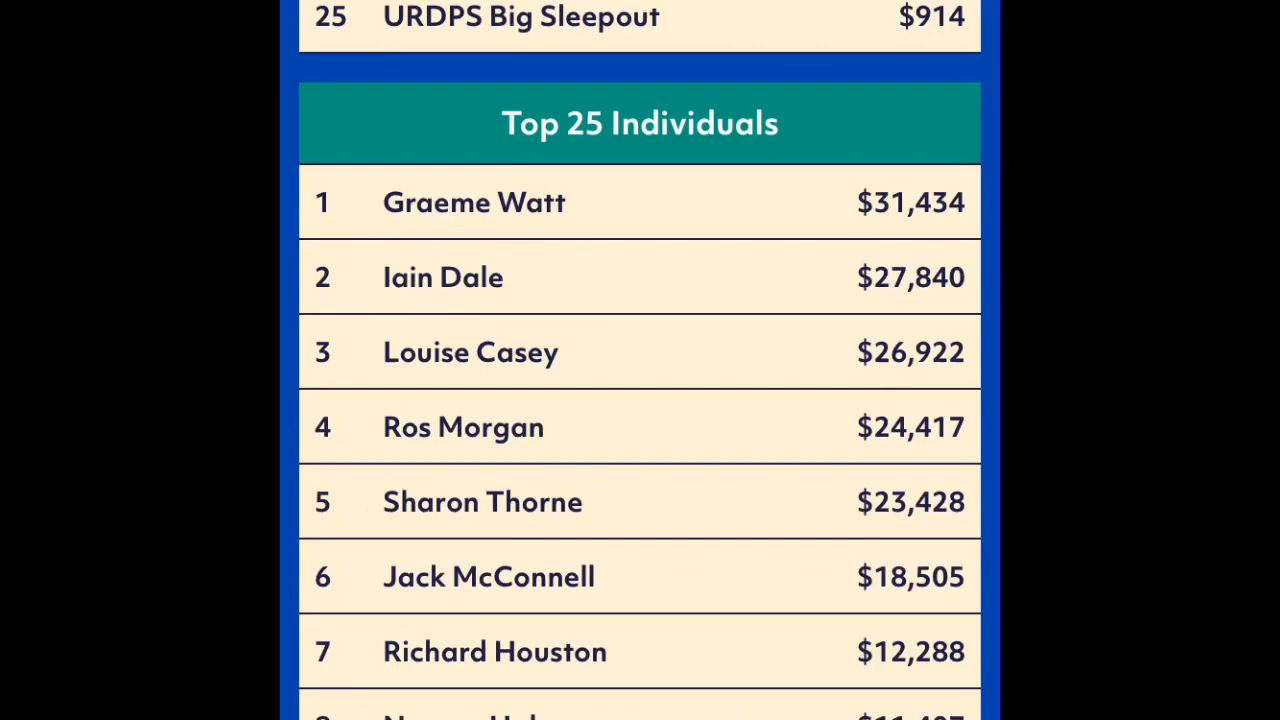 25 URDPS Big Sleepout $914
Top 25 Individuals
1 Graeme Watt $31,434
2 Iain Dale $27,840
3 Louise Casey $26,922
4 Ros Morgan $24,417
5 Sharon Thorne $23,428
6 Jack McConnell $18,505
7 Richard Houston $12,288